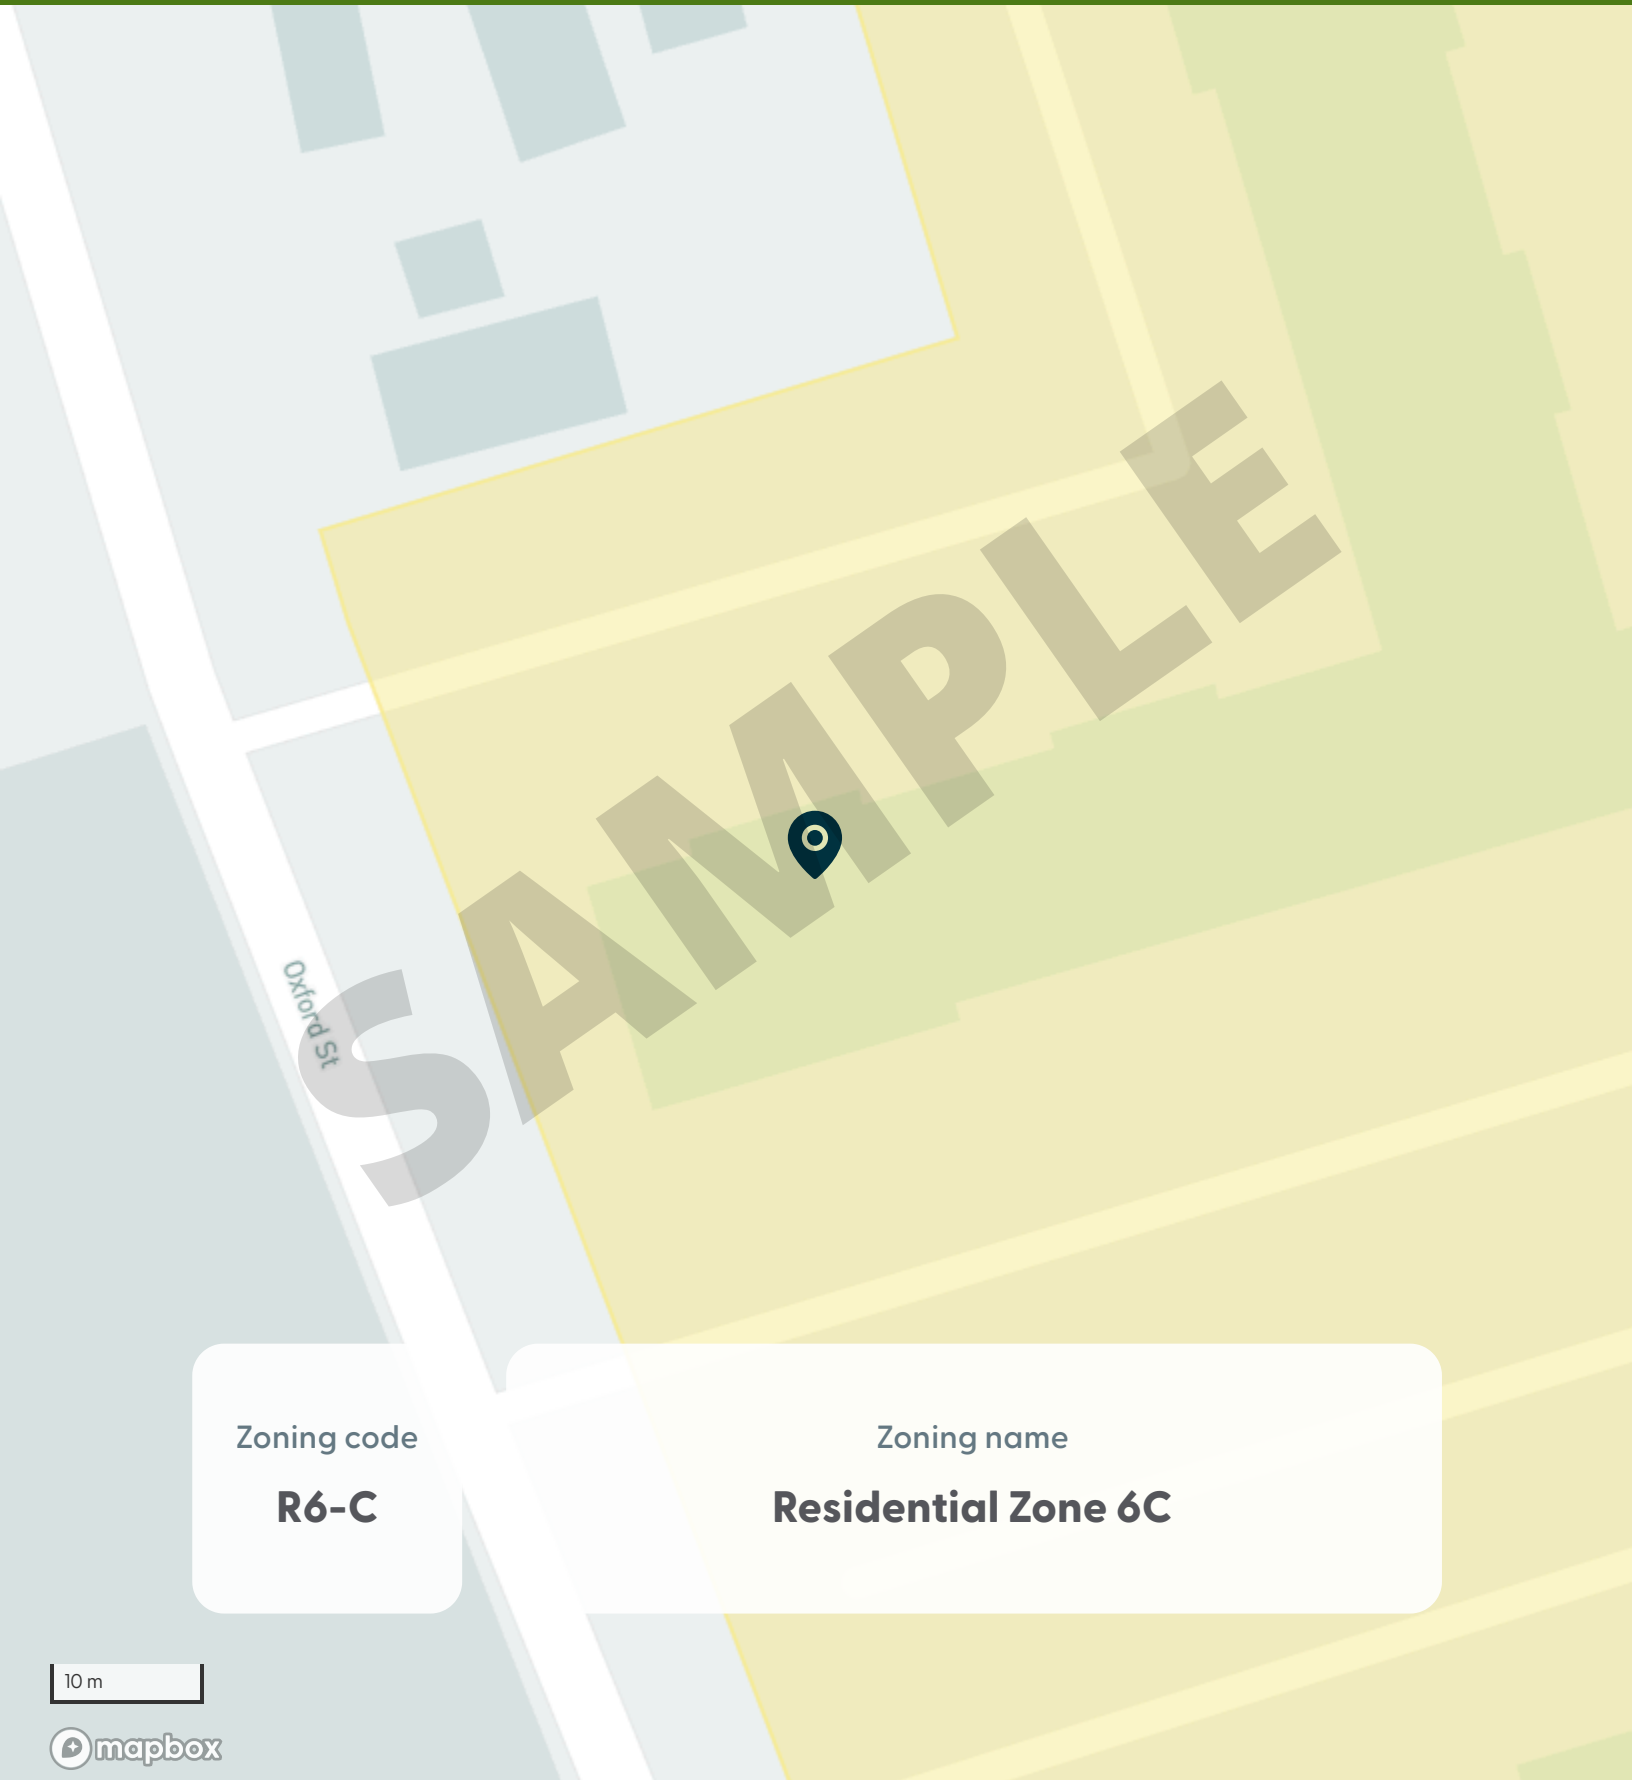 SAMPLE
Oxford St
Zoning code
R6-C
Zoning name
Residential Zone 6C
10 m
mapbox